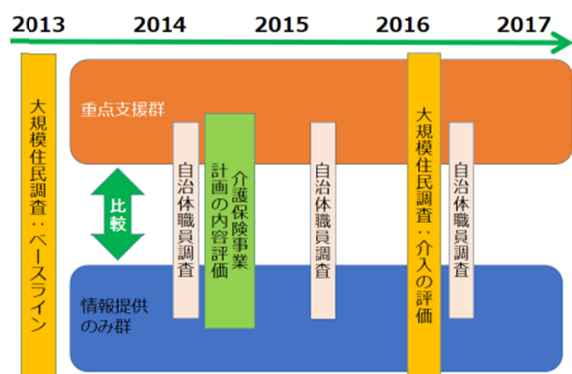 2013 2014 2015 2016 2017
大規模住民調査：ベースライン
重点支援群
比較
情報提供
のみ群
自治体職員調査
介護保険事業
計画の内容評価
自治体職員調査
大規模住民調査：介入の評価
自治体職員調査